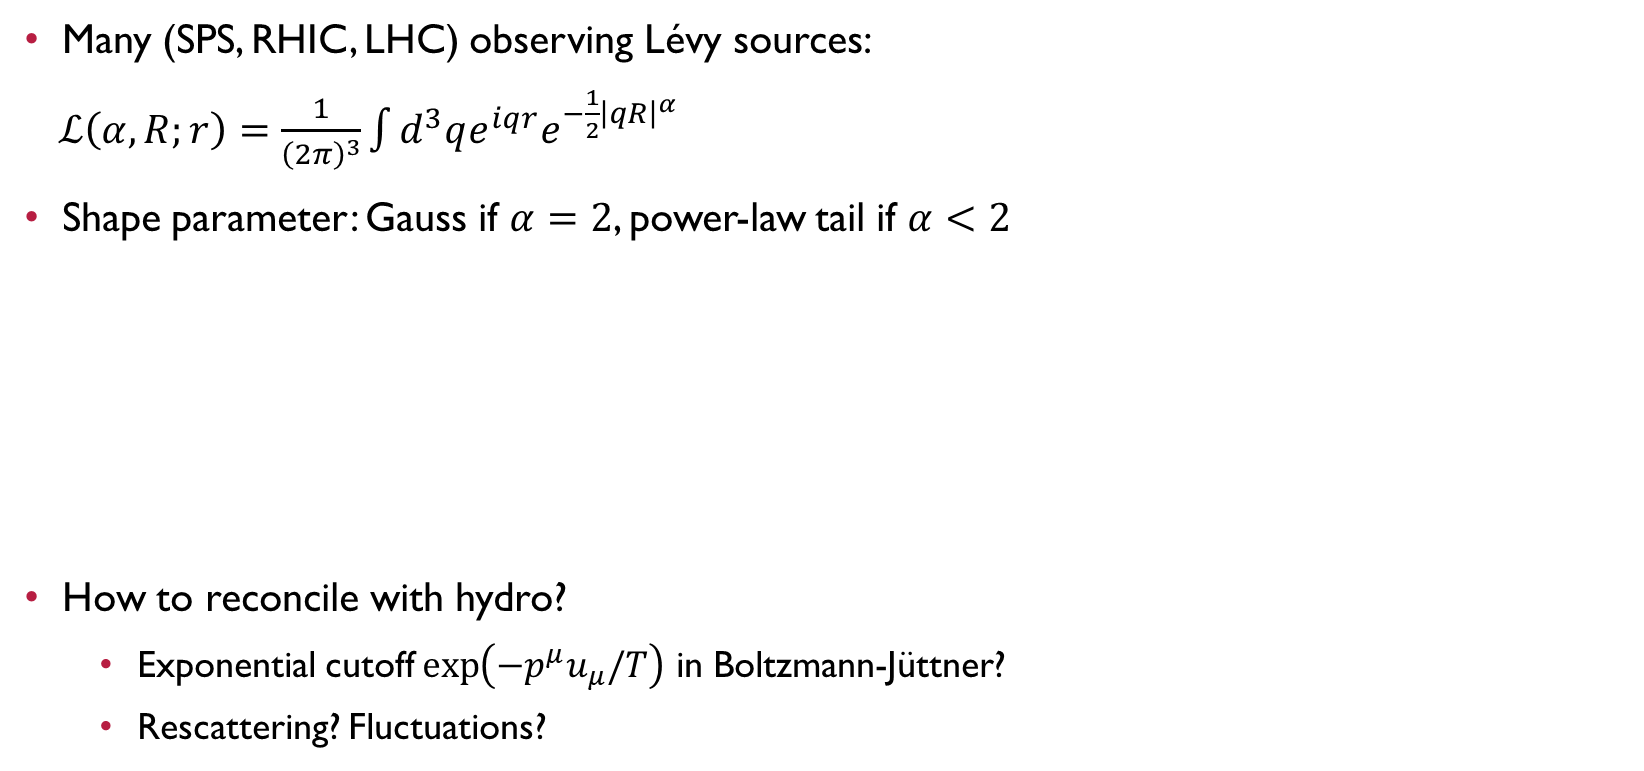 • Many (SPS, RHIC, LHC) observing Lévy sources:
ℒ(α, R; r) = 1/(2π)³ ∫ d³qe^{iqr} e^{−½|qR|^α}
• Shape parameter: Gauss if α = 2, power-law tail if α < 2
• How to reconcile with hydro?
• Exponential cutoff exp(−p^μ u_μ/T) in Boltzmann-Jüttner?
• Rescattering? Fluctuations?